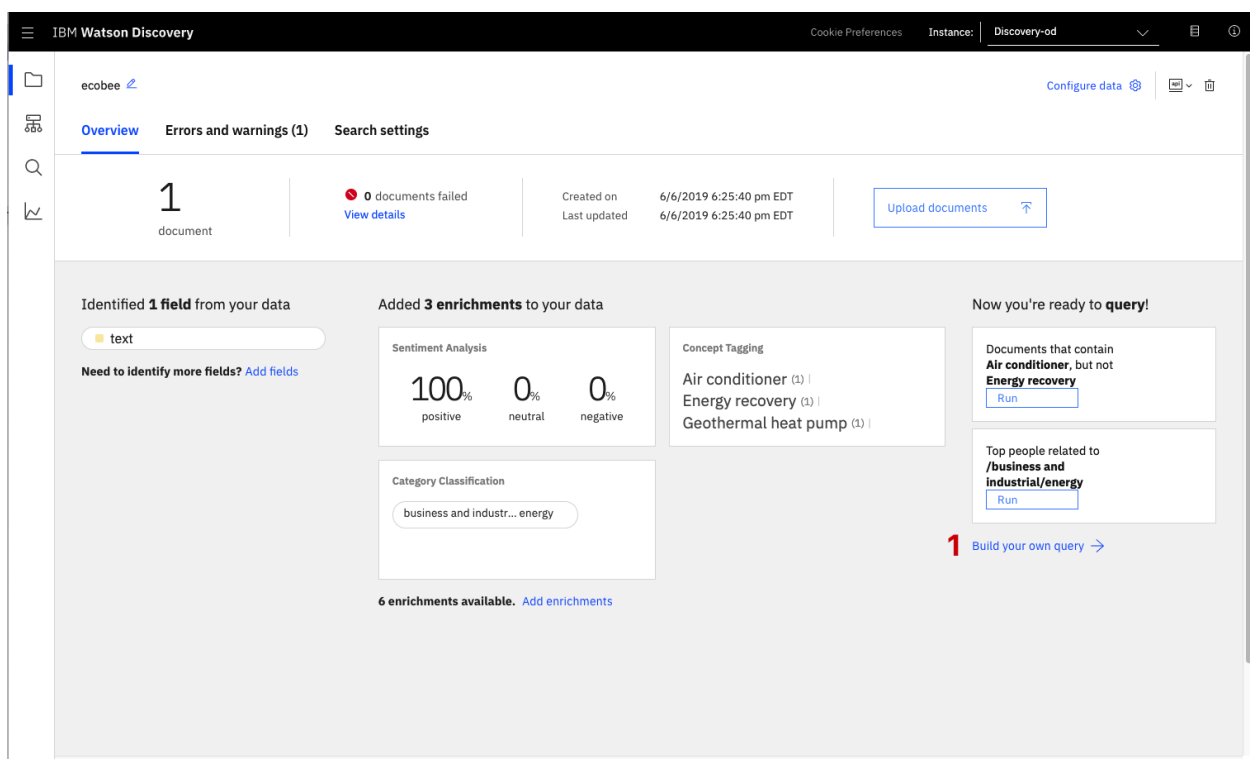 IBM Watson Discovery
Cookie Preferences
Instance:
Discovery-od
ecobee
Configure data
api
Overview
Errors and warnings (1)
Search settings
1
document
0 documents failed
View details
Created on 6/6/2019 6:25:40 pm EDT
Last updated 6/6/2019 6:25:40 pm EDT
Upload documents
Identified 1 field from your data
text
Need to identify more fields? Add fields
Added 3 enrichments to your data
Sentiment Analysis
100% 0% 0%
positive neutral negative
Concept Tagging
Air conditioner (1)
Energy recovery (1)
Geothermal heat pump (1)
Category Classification
business and industr... energy
6 enrichments available. Add enrichments
Now you're ready to query!
Documents that contain
Air conditioner, but not
Energy recovery
Run
Top people related to
/business and
industrial/energy
Run
1 Build your own query